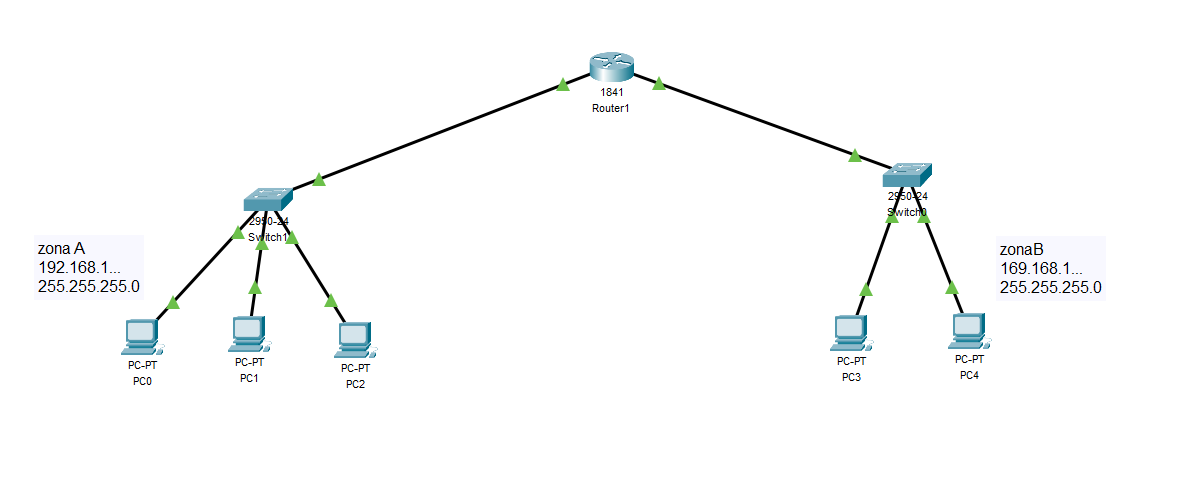 1841
Router1
2950-24
Switch1
2950-24
Switch0
zona A
192.168.1...
255.255.255.0
zonaB
169.168.1...
255.255.255.0
PC-PT
PC0
PC-PT
PC1
PC-PT
PC2
PC-PT
PC3
PC-PT
PC4